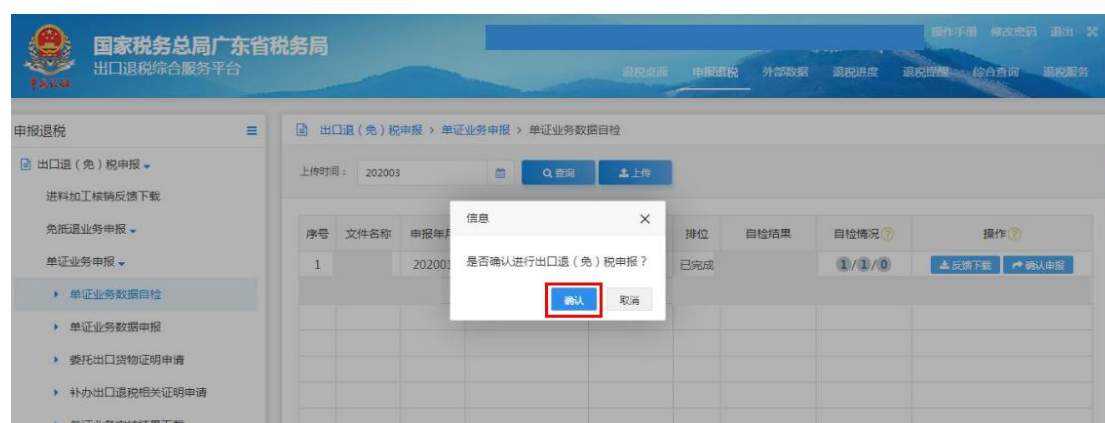 国家税务总局广东省税务局
出口退税综合服务平台
操作手册 修改密码 退出
退税桌面 申报退税 外部数据 退税进度 退税提醒 综合查询 退税服务
申报退税
出口退（免）税申报
进料加工核销反馈下载
免抵退业务申报
单证业务申报
单证业务数据自检
单证业务数据申报
委托出口货物证明申请
补办出口退税相关证明申请
出口退（免）税申报 > 单证业务申报 > 单证业务数据自检
上传时间： 202003 查询 上传
序号 文件名称 申报年月 排位 自检结果 自检情况 操作
1 202001 已完成 1/1/0 反馈下载 确认申报
信息
是否确认进行出口退（免）税申报？
确认 取消